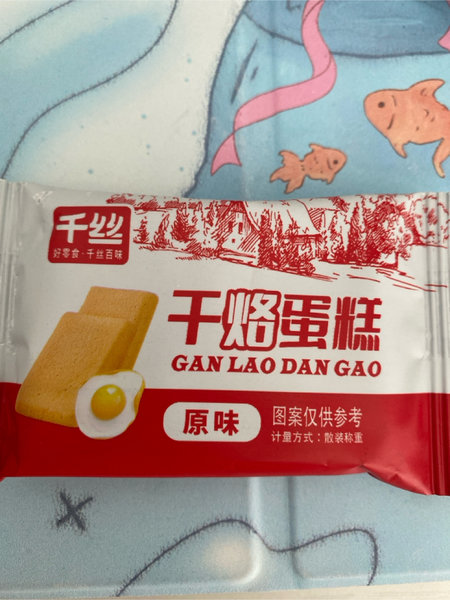 千丝
好零食·千丝百味
干烙蛋糕
GAN LAO DAN GAO
原味
图案仅供参考
计量方式：散装称重